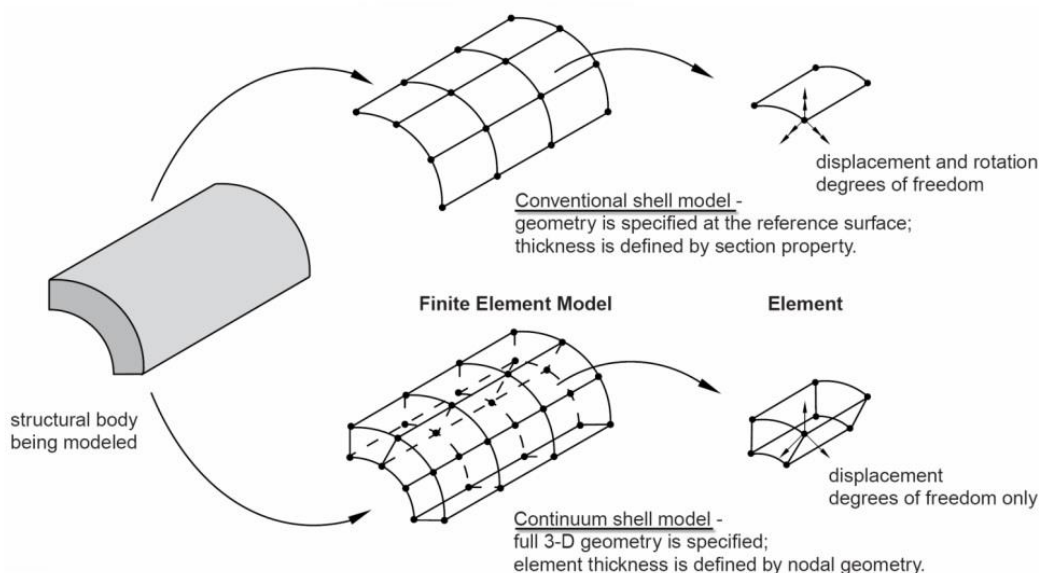 displacement and rotation
degrees of freedom
Conventional shell model -
geometry is specified at the reference surface;
thickness is defined by section property.
Finite Element Model
Element
structural body
being modeled
displacement
degrees of freedom only
Continuum shell model -
full 3-D geometry is specified;
element thickness is defined by nodal geometry.